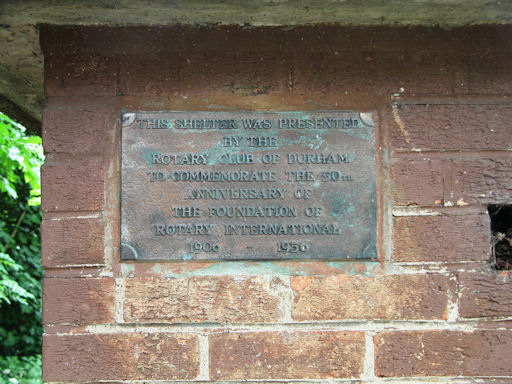 THIS SHELTER WAS PRESENTED
BY THE
ROTARY CLUB OF DURHAM
TO COMMEMORATE THE 50TH
ANNIVERSARY OF
THE FOUNDATION OF
ROTARY INTERNATIONAL
1906 - 1956